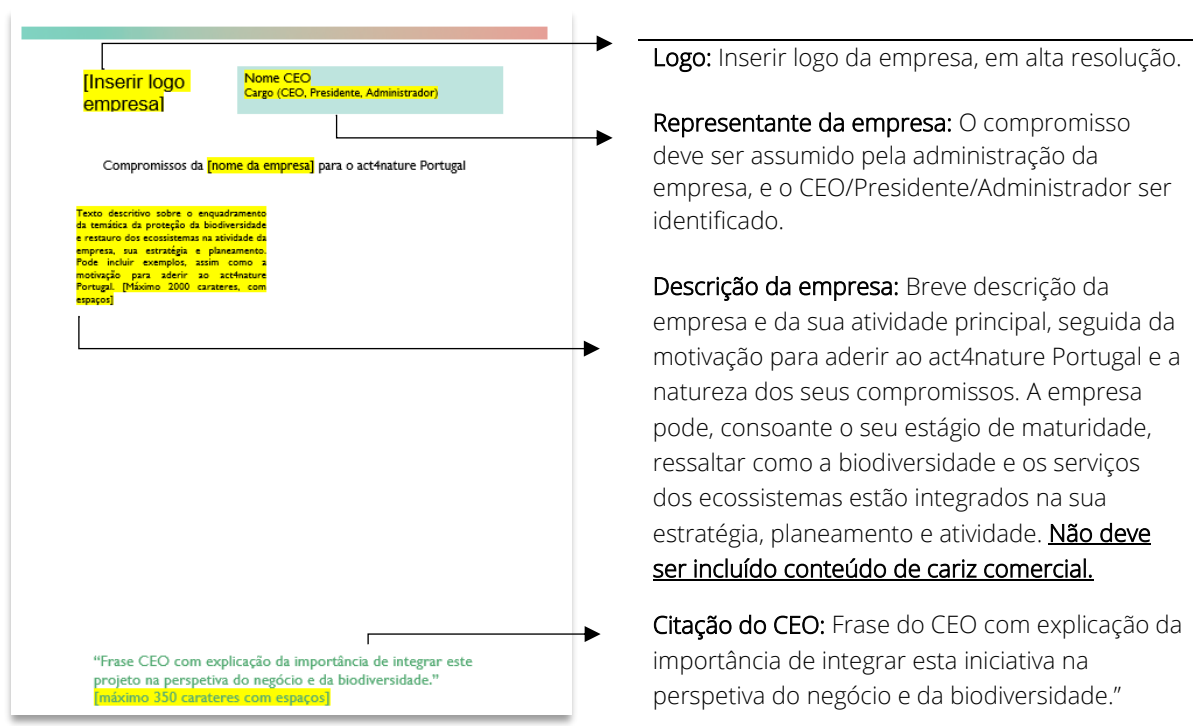 [Inserir logo
empresa]
Nome CEO
Cargo (CEO, Presidente, Administrador)
Compromissos da [nome da empresa] para o act4nature Portugal
Texto descritivo sobre o enquadramento
da temática da proteção da biodiversidade
e restauro dos ecossistemas na atividade da
empresa, sua estratégia e planeamento.
Pode incluir exemplos, assim como a
motivação para aderir ao act4nature
Portugal. [Máximo 2000 carateres, com
espaços]
“Frase CEO com explicação da importância de integrar este
projeto na perspetiva do negócio e da biodiversidade.”
[máximo 350 carateres com espaços]
Logo: Inserir logo da empresa, em alta resolução.
Representante da empresa: O compromisso
deve ser assumido pela administração da
empresa, e o CEO/Presidente/Administrador ser
identificado.
Descrição da empresa: Breve descrição da
empresa e da sua atividade principal, seguida da
motivação para aderir ao act4nature Portugal e a
natureza dos seus compromissos. A empresa
pode, consoante o seu estágio de maturidade,
ressaltar como a biodiversidade e os serviços
dos ecossistemas estão integrados na sua
estratégia, planeamento e atividade. Não deve
ser incluído conteúdo de cariz comercial.
Citação do CEO: Frase do CEO com explicação da
importância de integrar esta iniciativa na
perspetiva do negócio e da biodiversidade.”